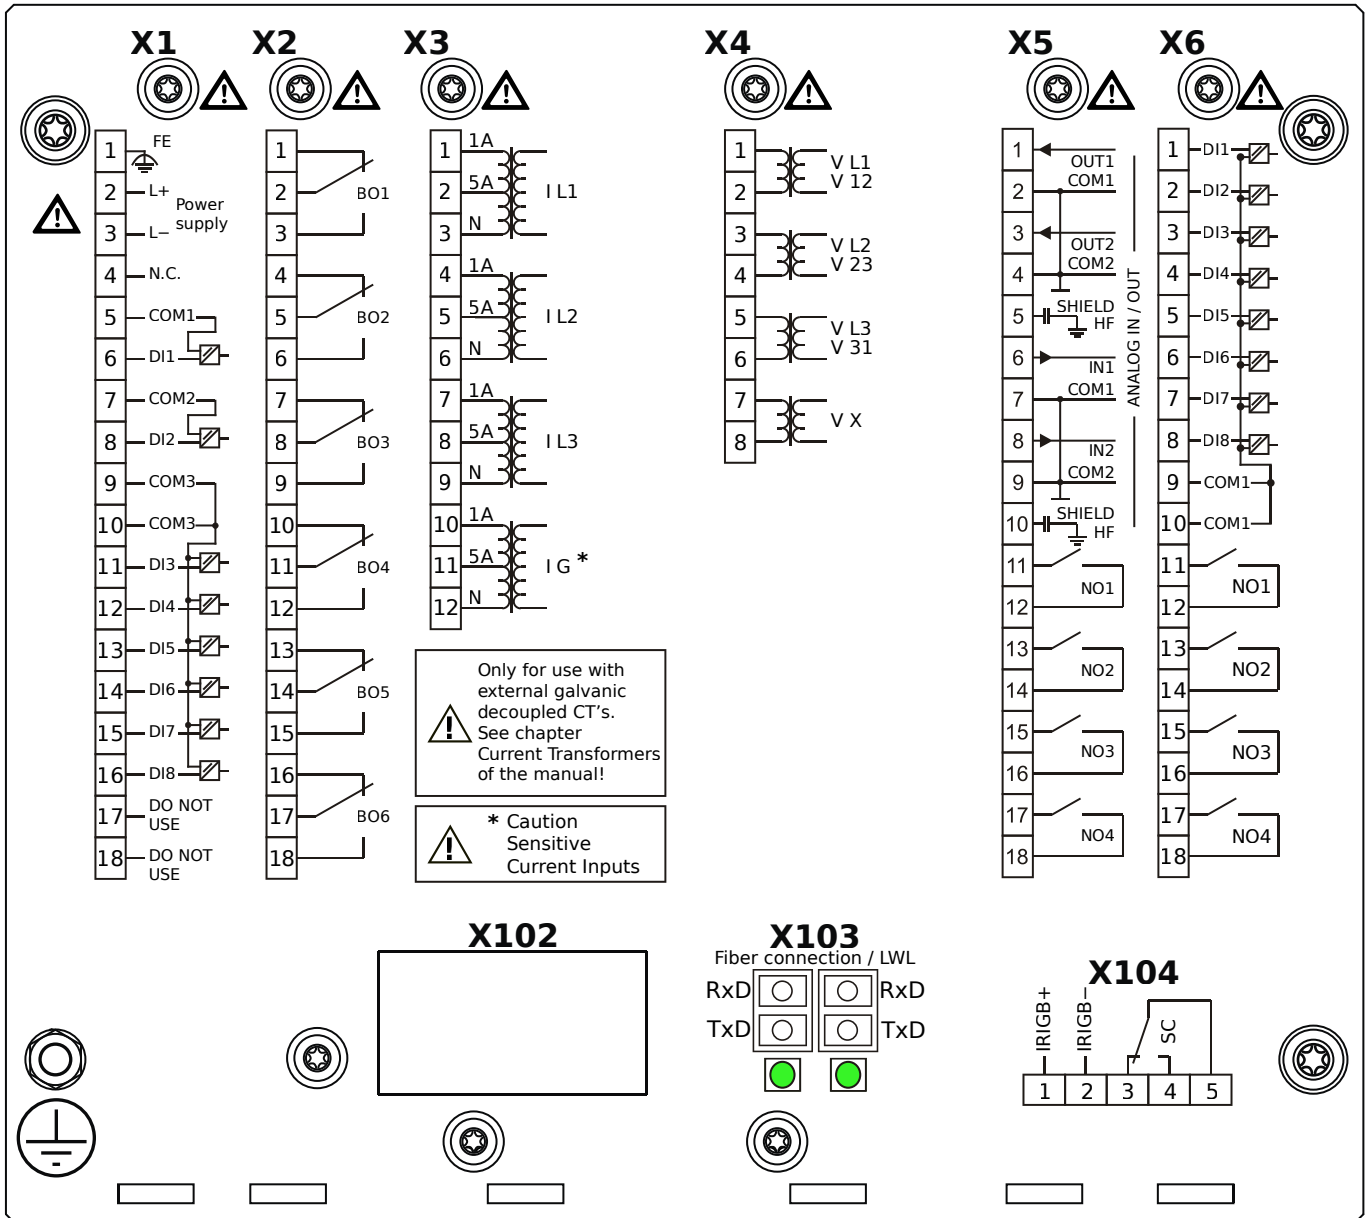 X1
X2
X3
X4
X5
X6
1 FE
2 L+
Power
supply
3 L−
4 N.C.
5 COM1
6 DI1
7 COM2
8 DI2
9 COM3
10 COM3
11 DI3
12 DI4
13 DI5
14 DI6
15 DI7
16 DI8
17 DO NOT
USE
18 DO NOT
USE
1
2 BO1
3
4
5 BO2
6
7
8 BO3
9
10
11 BO4
12
13
14 BO5
15
16
17 BO6
18
1 1A
2 5A I L1
3 N
4 1A
5 5A I L2
6 N
7 1A
8 5A I L3
9 N
10 1A
11 5A I G *
12 N
Only for use with
external galvanic
decoupled CT's.
See chapter
Current Transformers
of the manual!
* Caution
Sensitive
Current Inputs
1 V L1
2 V 12
3 V L2
4 V 23
5 V L3
6 V 31
7 V X
8
1 OUT1
2 COM1
3 OUT2
4 COM2
5 SHIELD
HF
6 IN1
7 COM1
8 IN2
9 COM2
10 SHIELD
HF
ANALOG IN / OUT
11 NO1
12
13 NO2
14
15 NO3
16
17 NO4
18
1 DI1
2 DI2
3 DI3
4 DI4
5 DI5
6 DI6
7 DI7
8 DI8
9 COM1
10 COM1
11 NO1
12
13 NO2
14
15 NO3
16
17 NO4
18
X102
X103
Fiber connection / LWL
RxD RxD
TxD TxD
X104
IRIGB+
IRIGB−
SC
1 2 3 4 5